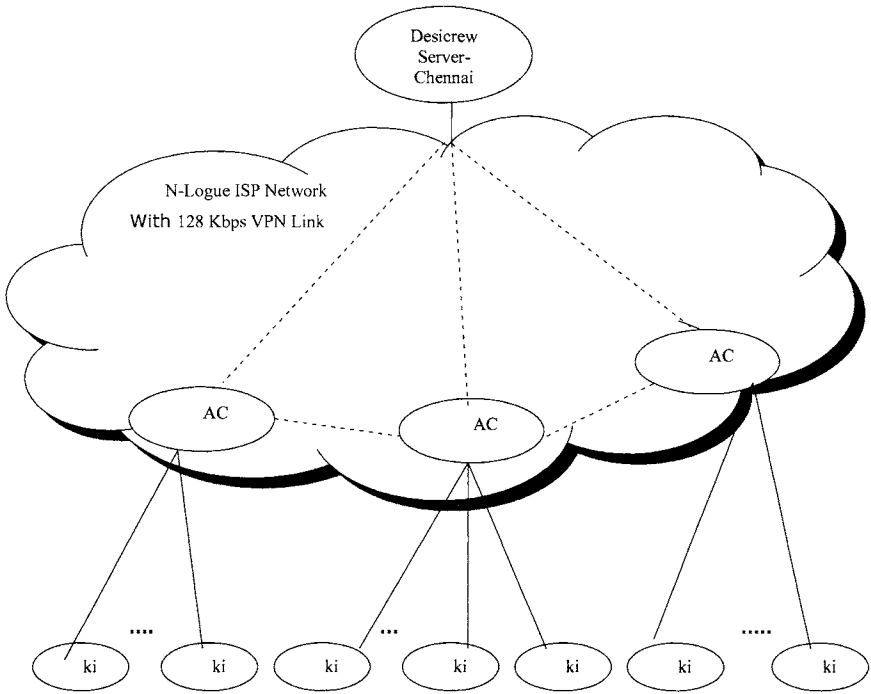 Desicrew
Server-
Chennai
N-Logue ISP Network
With 128 Kbps VPN Link
AC
AC
AC
....
...
.....
ki
ki
ki
ki
ki
ki
ki